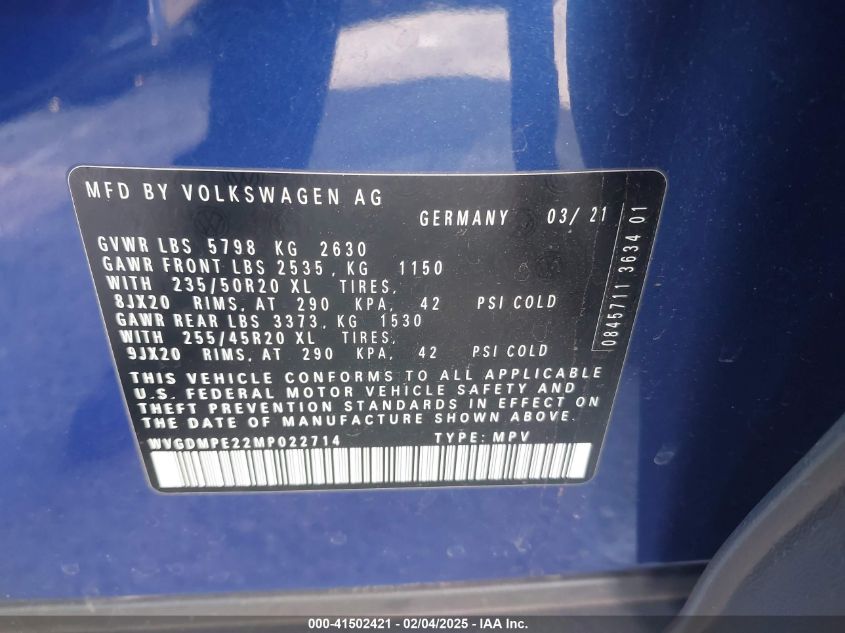 MFD BY VOLKSWAGEN AG
GERMANY 03/ 21
GVWR LBS 5798 KG 2630
GAWR FRONT LBS 2535, KG 1150
WITH 235/50R20 XL TIRES,
8JX20 RIMS, AT 290 KPA, 42 PSI COLD
GAWR REAR LBS 3373, KG 1530
WITH 255/45R20 XL TIRES,
9JX20 RIMS, AT 290 KPA, 42 PSI COLD
THIS VEHICLE CONFORMS TO ALL APPLICABLE
U.S. FEDERAL MOTOR VEHICLE SAFETY AND
THEFT PREVENTION STANDARDS IN EFFECT ON
THE DATE OF MANUFACTURE SHOWN ABOVE.
WVGDMPE22MP022714 TYPE: MPV
0845711 3634 01
000-41502421 - 02/04/2025 - IAA Inc.